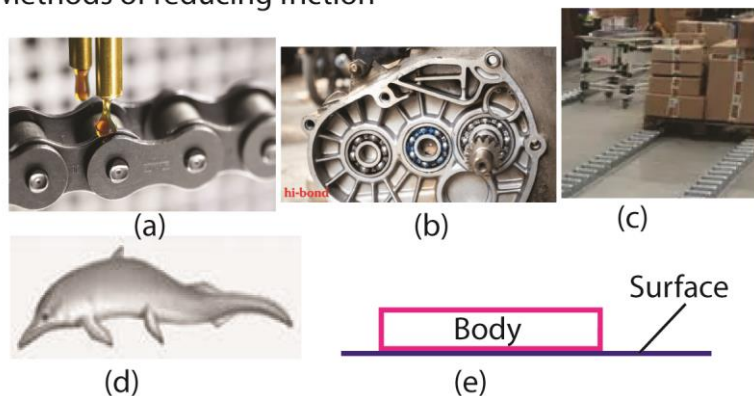 Methods of reducing friction
hi-bond
(a)
(b)
(c)
Surface
Body
(d)
(e)